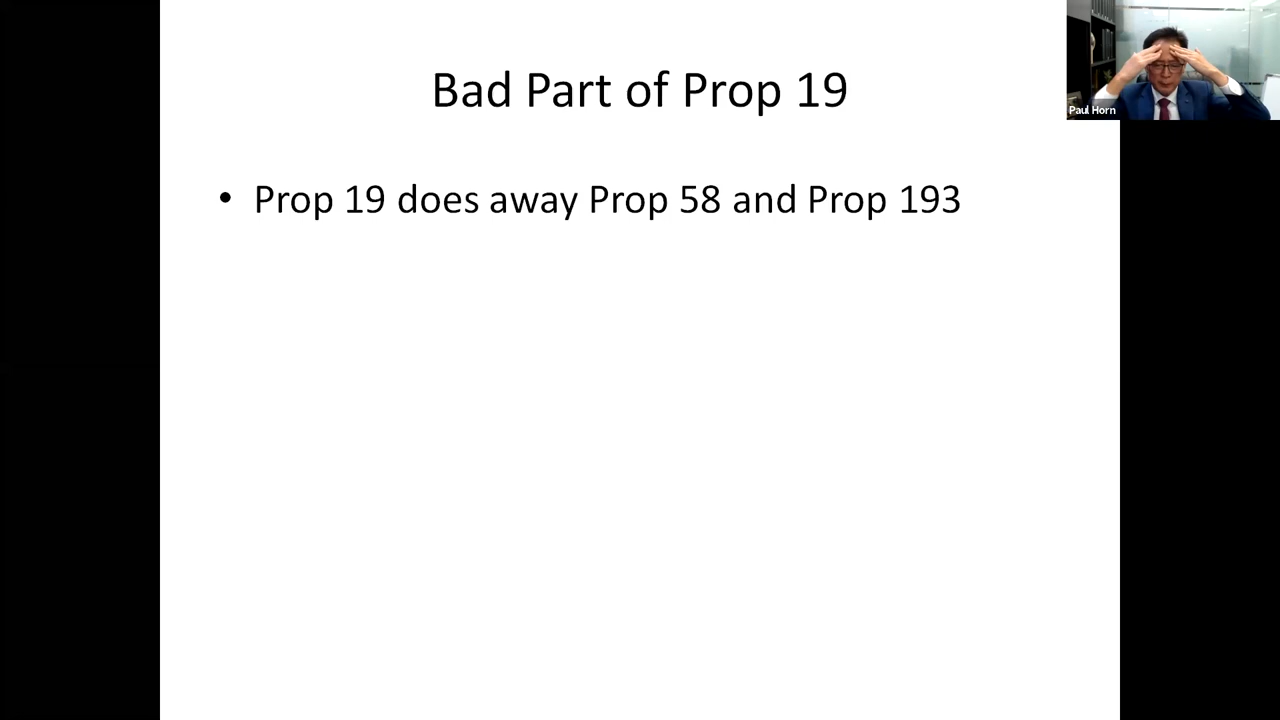 Bad Part of Prop 19
Paul Horn
• Prop 19 does away Prop 58 and Prop 193